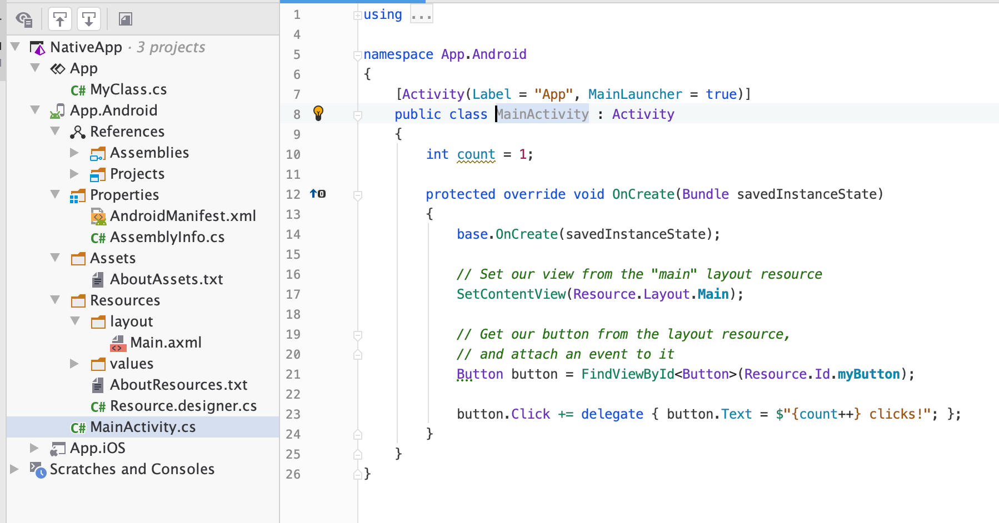 NativeApp · 3 projects
App
C# MyClass.cs
App.Android
References
Assemblies
Projects
Properties
AndroidManifest.xml
C# AssemblyInfo.cs
Assets
AboutAssets.txt
Resources
layout
Main.axml
values
AboutResources.txt
C# Resource.designer.cs
C# MainActivity.cs
App.iOS
Scratches and Consoles
1 using ...
4
5 namespace App.Android
6 {
7 [Activity(Label = "App", MainLauncher = true)]
8 public class MainActivity : Activity
9 {
10 int count = 1;
11
12 protected override void OnCreate(Bundle savedInstanceState)
13 {
14 base.OnCreate(savedInstanceState);
15
16 // Set our view from the "main" layout resource
17 SetContentView(Resource.Layout.Main);
18
19 // Get our button from the layout resource,
20 // and attach an event to it
21 Button button = FindViewById<Button>(Resource.Id.myButton);
22
23 button.Click += delegate { button.Text = $"{count++} clicks!"; };
24 }
25 }
26 }